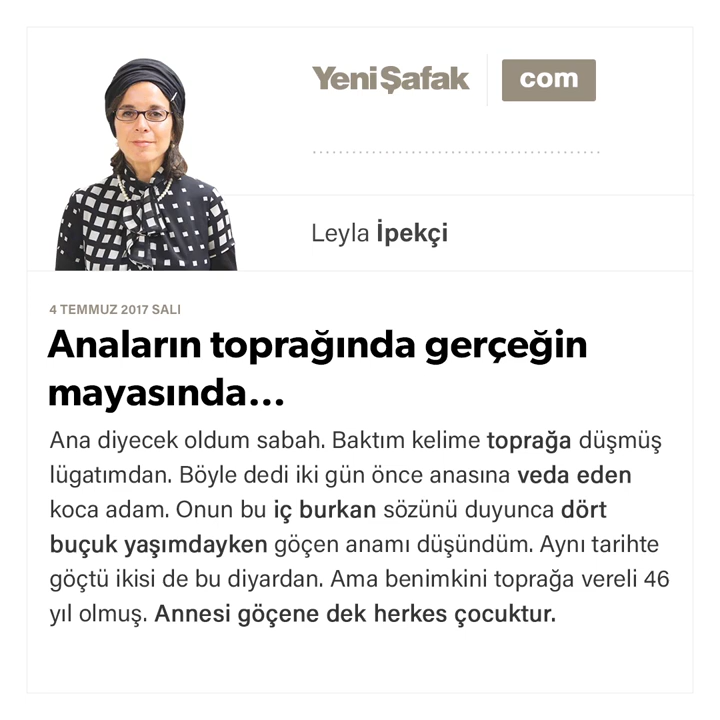 YeniŞafak com
Leyla İpekçi
4 TEMMUZ 2017 SALI
Anaların toprağında gerçeğin
mayasında...
Ana diyecek oldum sabah. Baktım kelime toprağa düşmüş
lügatımdan. Böyle dedi iki gün önce anasına veda eden
koca adam. Onun bu iç burkan sözünü duyunca dört
buçuk yaşımdayken göçen anamı düşündüm. Aynı tarihte
göçtü ikisi de bu diyardan. Ama benimkini toprağa vereli 46
yıl olmuş. Annesi göçene dek herkes çocuktur.